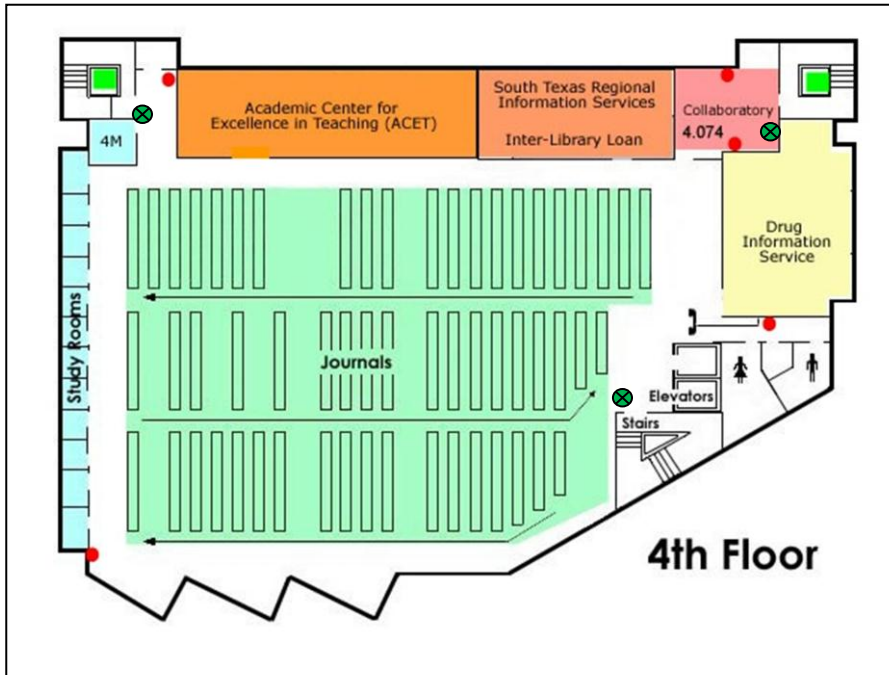 Academic Center for
Excellence in Teaching (ACET)
South Texas Regional
Information Services
Inter-Library Loan
Collaboratory
4.074
4M
Drug
Information
Service
Study Rooms
Journals
Elevators
Stairs
4th Floor